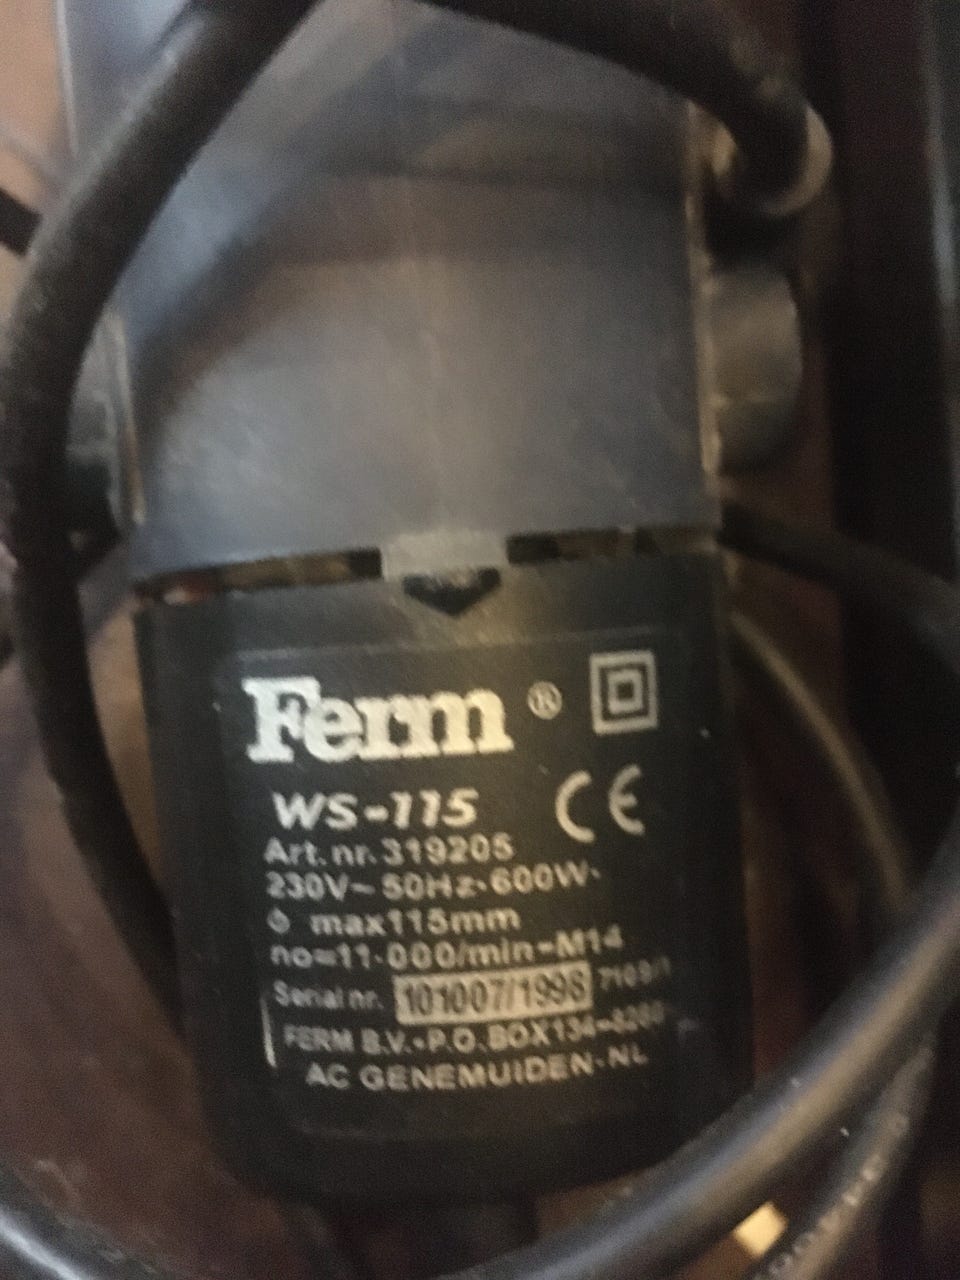 Ferm ®
CE
WS-115
Art.nr.319205
230V~50Hz·600W·
max115mm
no=11.000/min-M14
Serial nr. 101007/1998
FERM B.V.-P.O.BOX134-
AC GENEMUIDEN-NL